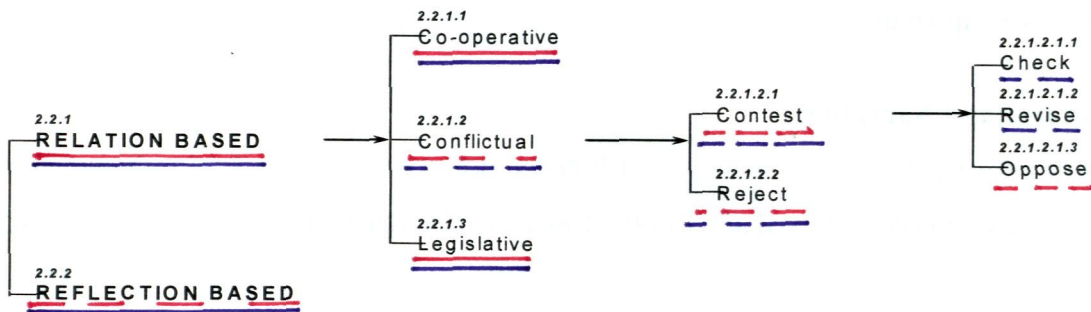 2.2.1
RELATION BASED
2.2.2
REFLECTION BASED
2.2.1.1
Co-operative
2.2.1.2
Conflictual
2.2.1.3
Legislative
2.2.1.2.1
Contest
2.2.1.2.2
Reject
2.2.1.2.1.1
Check
2.2.1.2.1.2
Revise
2.2.1.2.1.3
Oppose